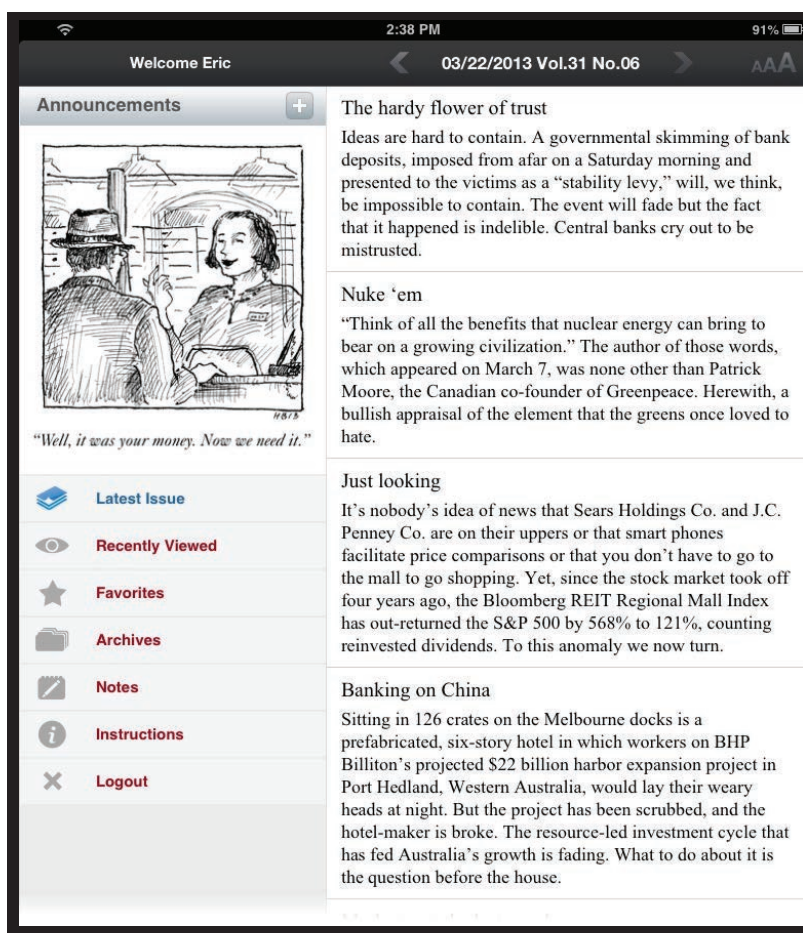 2:38 PM
91%
Welcome Eric
03/22/2013 Vol.31 No.06
AAA
Announcements
HB/B
“Well, it was your money. Now we need it.”
Latest Issue
Recently Viewed
Favorites
Archives
Notes
Instructions
Logout
The hardy flower of trust
Ideas are hard to contain. A governmental skimming of bank
deposits, imposed from afar on a Saturday morning and
presented to the victims as a “stability levy,” will, we think,
be impossible to contain. The event will fade but the fact
that it happened is indelible. Central banks cry out to be
mistrusted.
Nuke ‘em
“Think of all the benefits that nuclear energy can bring to
bear on a growing civilization.” The author of those words,
which appeared on March 7, was none other than Patrick
Moore, the Canadian co-founder of Greenpeace. Herewith, a
bullish appraisal of the element that the greens once loved to
hate.
Just looking
It’s nobody’s idea of news that Sears Holdings Co. and J.C.
Penney Co. are on their uppers or that smart phones
facilitate price comparisons or that you don’t have to go to
the mall to go shopping. Yet, since the stock market took off
four years ago, the Bloomberg REIT Regional Mall Index
has out-returned the S&P 500 by 568% to 121%, counting
reinvested dividends. To this anomaly we now turn.
Banking on China
Sitting in 126 crates on the Melbourne docks is a
prefabricated, six-story hotel in which workers on BHP
Billiton’s projected $22 billion harbor expansion project in
Port Hedland, Western Australia, would lay their weary
heads at night. But the project has been scrubbed, and the
hotel-maker is broke. The resource-led investment cycle that
has fed Australia’s growth is fading. What to do about it is
the question before the house.